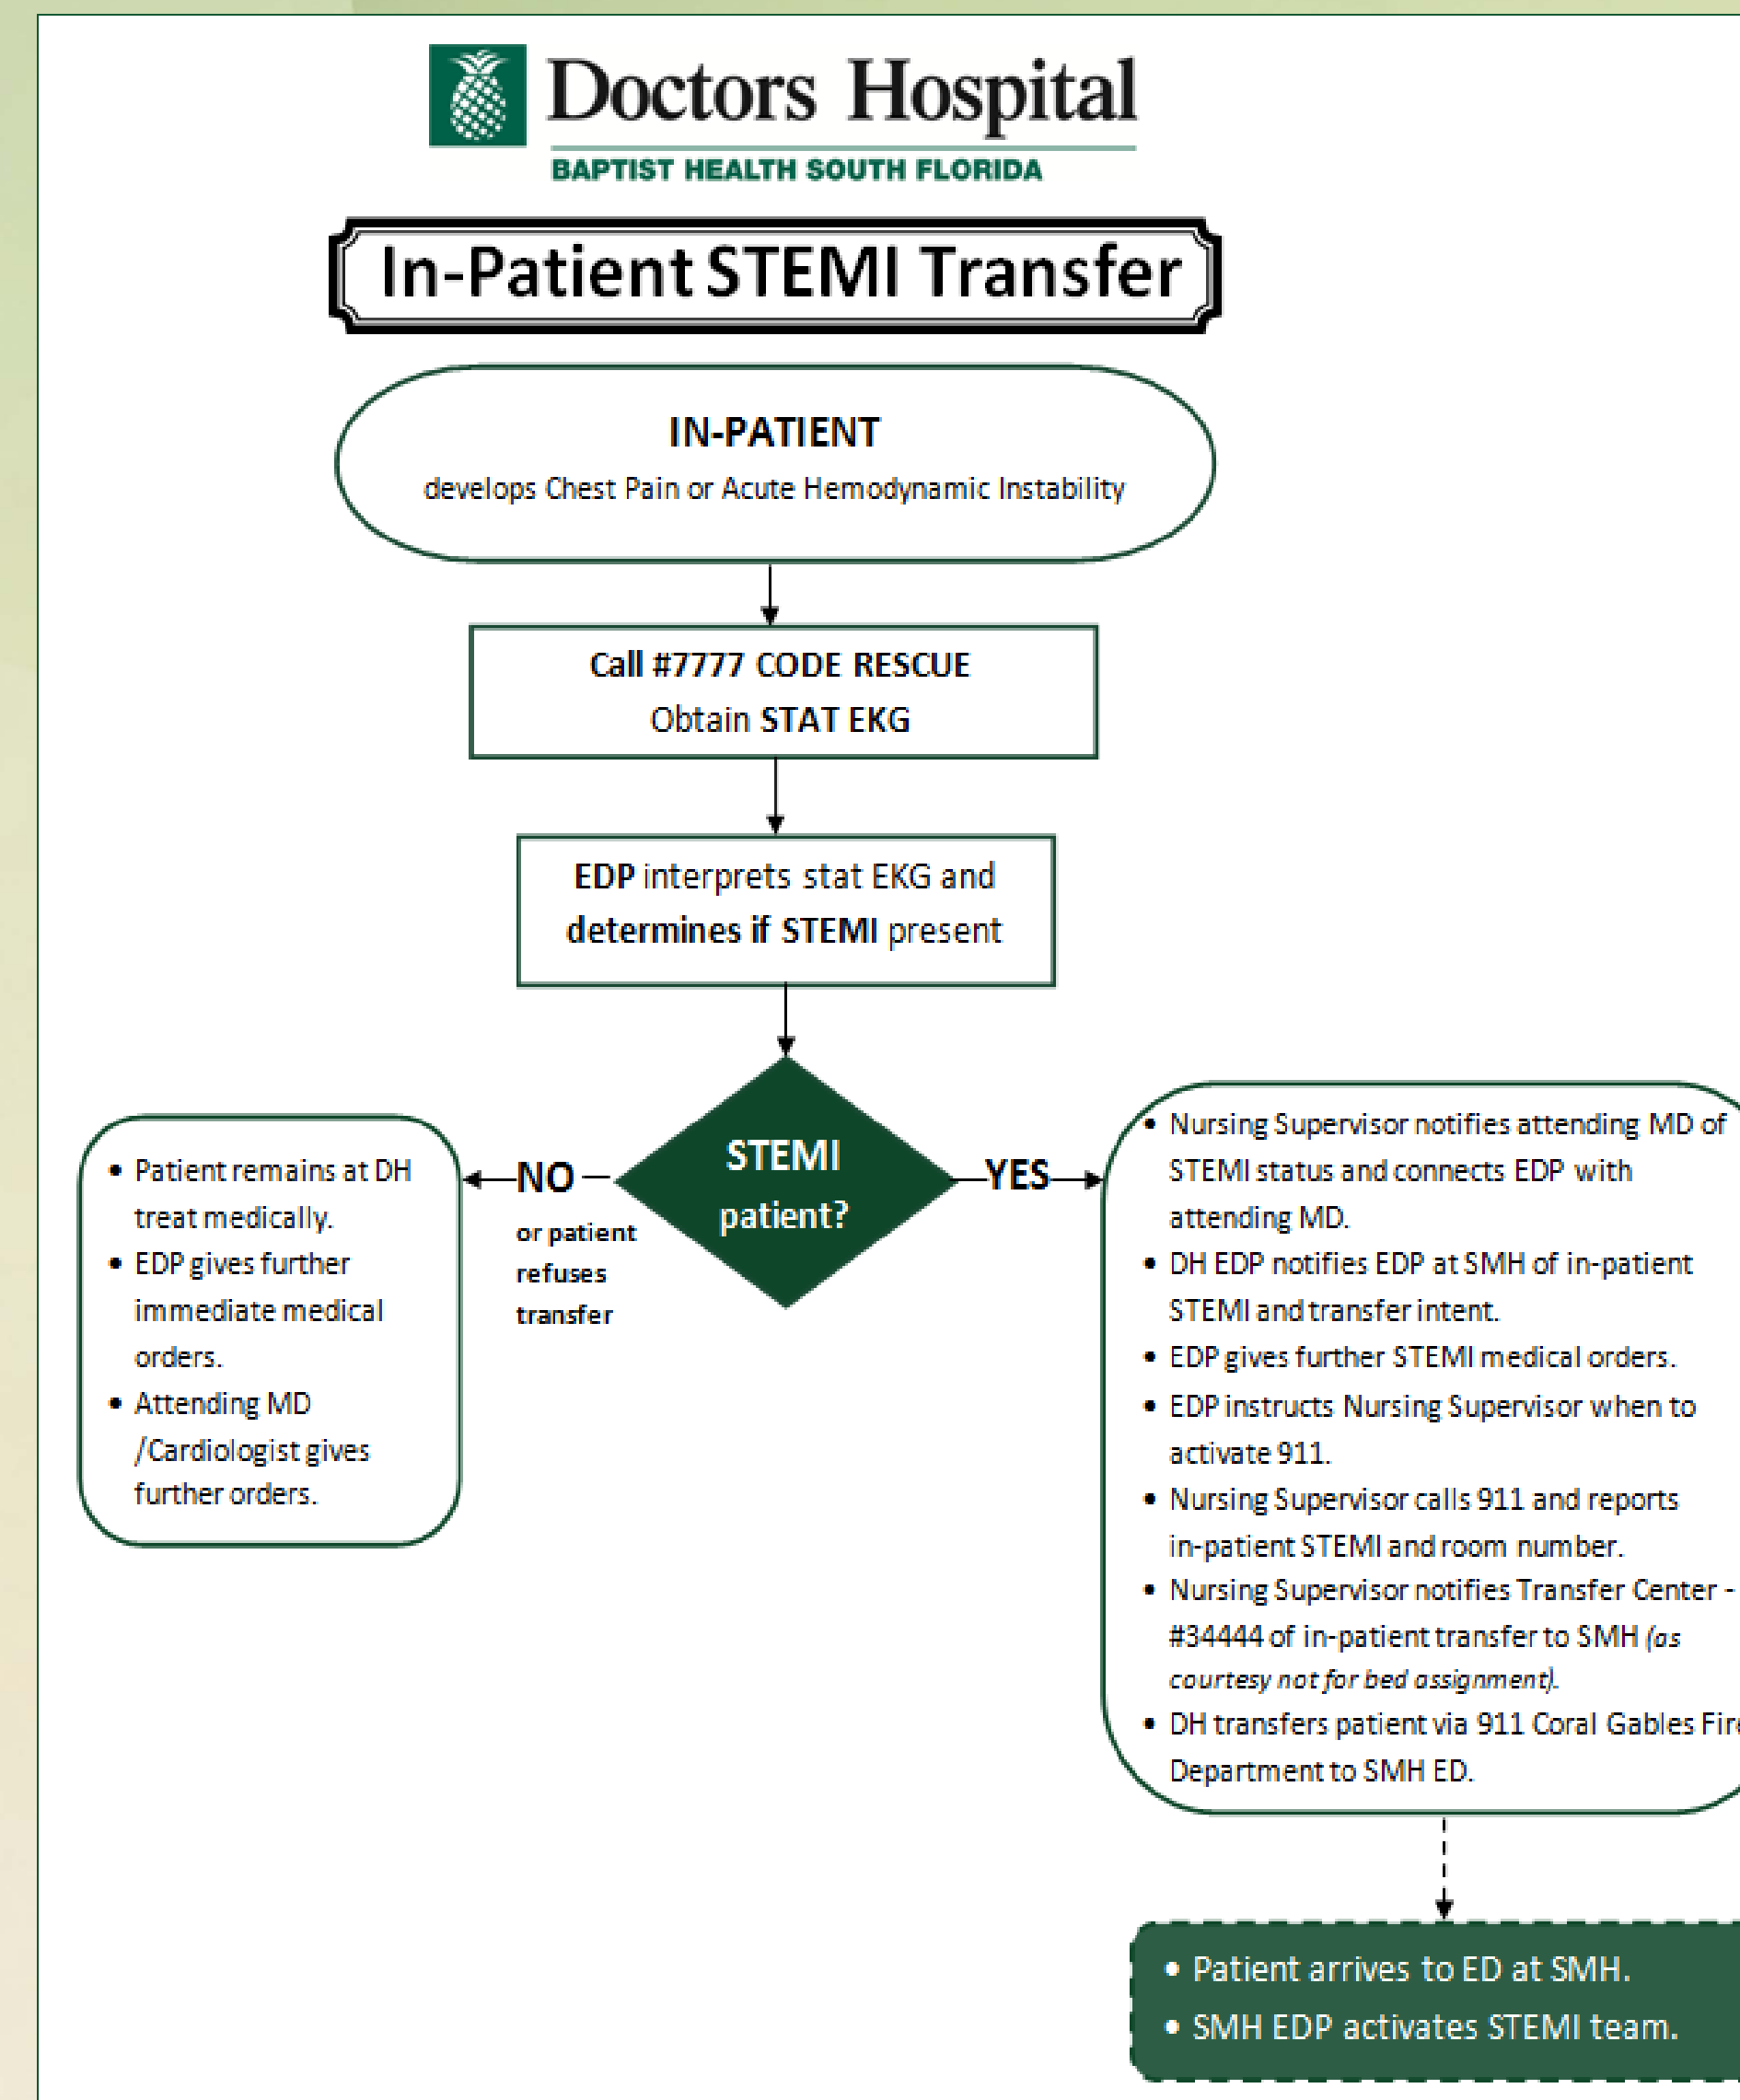 Doctors Hospital
BAPTIST HEALTH SOUTH FLORIDA
In-Patient STEMI Transfer
IN-PATIENT
develops Chest Pain or Acute Hemodynamic Instability
Call #7777 CODE RESCUE
Obtain STAT EKG
EDP interprets stat EKG and
determines if STEMI present
STEMI
patient?
NO
or patient
refuses
transfer
• Patient remains at DH
treat medically.
• EDP gives further
immediate medical
orders.
• Attending MD
/Cardiologist gives
further orders.
YES
• Nursing Supervisor notifies attending MD of
STEMI status and connects EDP with
attending MD.
• DH EDP notifies EDP at SMH of in-patient
STEMI and transfer intent.
• EDP gives further STEMI medical orders.
• EDP instructs Nursing Supervisor when to
activate 911.
• Nursing Supervisor calls 911 and reports
in-patient STEMI and room number.
• Nursing Supervisor notifies Transfer Center -
#34444 of in-patient transfer to SMH (as
courtesy not for bed assignment).
• DH transfers patient via 911 Coral Gables Fire
Department to SMH ED.
• Patient arrives to ED at SMH.
• SMH EDP activates STEMI team.